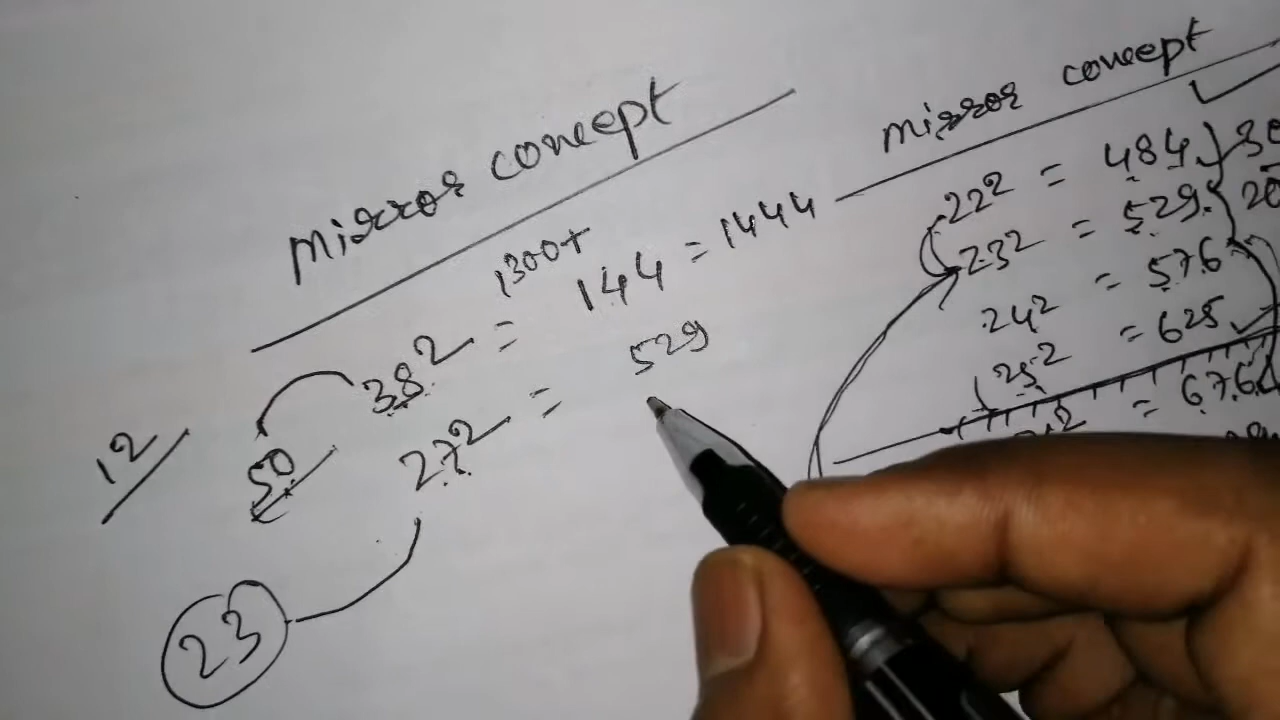 mirror concept
1300+
38² = 144 = 1444
50
12
27² = 529
23
mirror concept
22² = 484
23² = 529
24² = 576
25² = 625
= 676